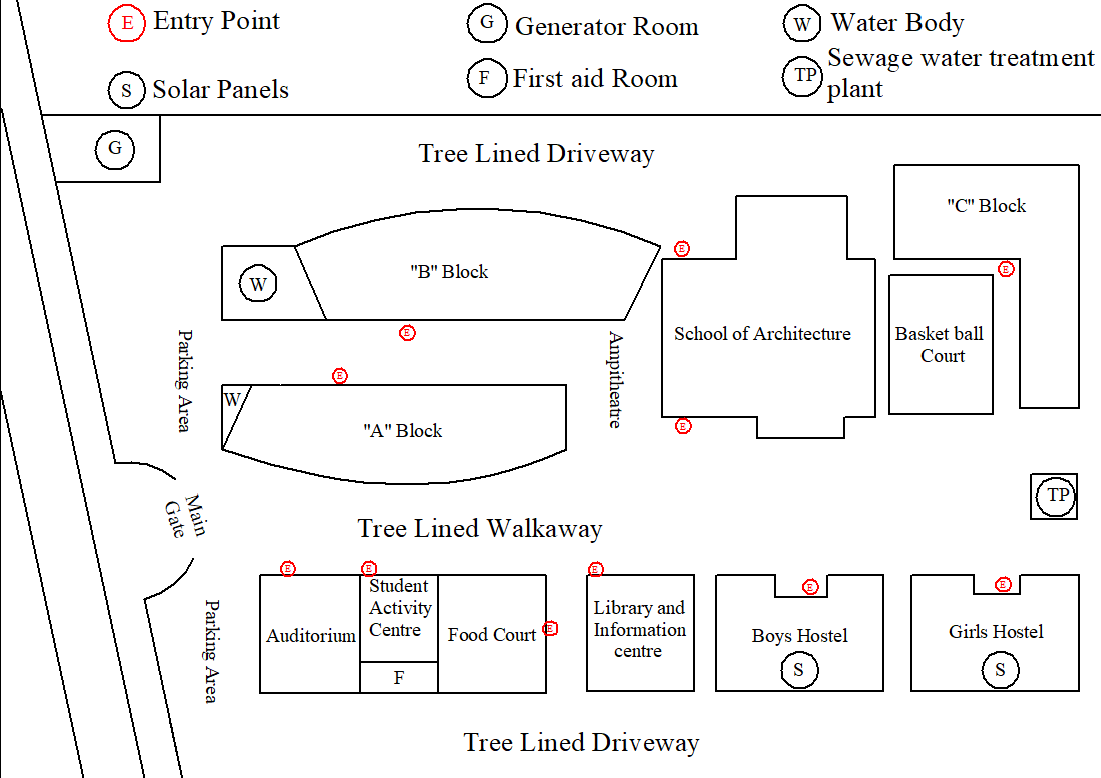 E Entry Point
G Generator Room
W Water Body
S Solar Panels
F First aid Room
TP Sewage water treatment
plant
G
Tree Lined Driveway
"C" Block
E
"B" Block
E
W
E
School of Architecture
Basket ball
Court
Parking Area
Ampitheatre
E
W
"A" Block
E
TP
Main
Gate
Tree Lined Walkaway
E
E
E
E
E
Student
Activity
Centre
Auditorium
Food Court
E
Library and
Information
centre
Boys Hostel
Girls Hostel
Parking Area
F
S
S
Tree Lined Driveway